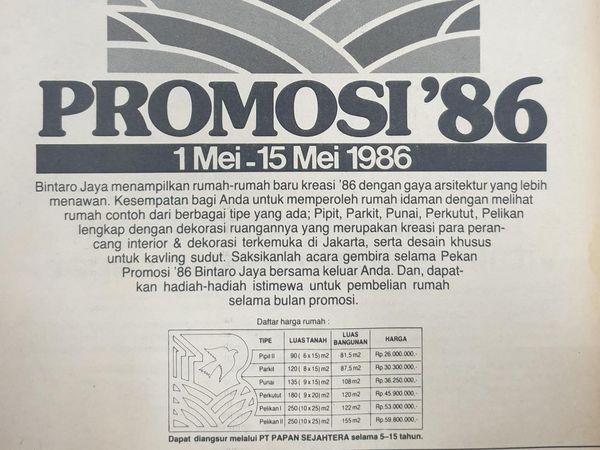 PROMOSI '86
1 Mei - 15 Mei 1986
Bintaro Jaya menampilkan rumah-rumah baru kreasi '86 dengan gaya arsitektur yang lebih
menawan. Kesempatan bagi Anda untuk memperoleh rumah idaman dengan melihat
rumah contoh dari berbagai tipe yang ada; Pipit, Parkit, Punai, Perkutut, Pelikan
lengkap dengan dekorasi ruangannya yang merupakan kreasi para peran-
cang interior & dekorasi terkemuka di Jakarta, serta desain khusus
untuk kavling sudut. Saksikanlah acara gembira selama Pekan
Promosi '86 Bintaro Jaya bersama keluar Anda. Dan, dapat-
kan hadiah-hadiah istimewa untuk pembelian rumah
selama bulan promosi.
Daftar harga rumah :
TIPE LUAS TANAH LUAS BANGUNAN HARGA
Pipit II 90 ( 6 x 15) m2 81,5 m2 Rp.26.000.000,-
Parkit 120 ( 8 x 15) m2 87,5 m2 Rp 30 300.000,-
Punai 135 ( 9 x 15) m2 108 m2 Rp.36.250.000,-
Perkutut 180 ( 9 x 20) m2 120 m2 Rp.45.900.000,-
Pelikan I 250 (10 x 25) m2 122 m2 Rp.53 000.000,-
Pelikan II 250 (10 x 25) m2 155 m2 Rp.59.800.000,-
Dapat diangsur melalui PT PAPAN SEJAHTERA selama 5-15 tahun.